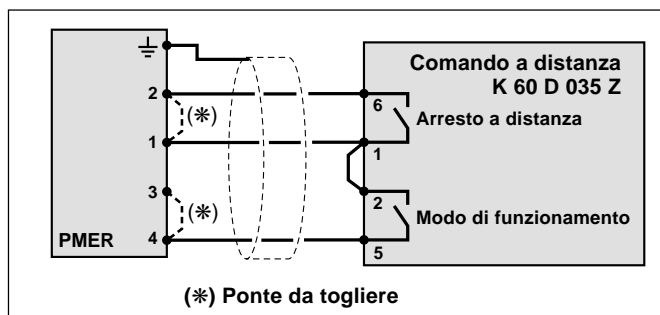 Comando a distanza
K 60 D 035 Z
2
(✳)
1
3
(✳)
4
PMER
6
Arresto a distanza
1
2
Modo di funzionamento
5
(✳) Ponte da togliere